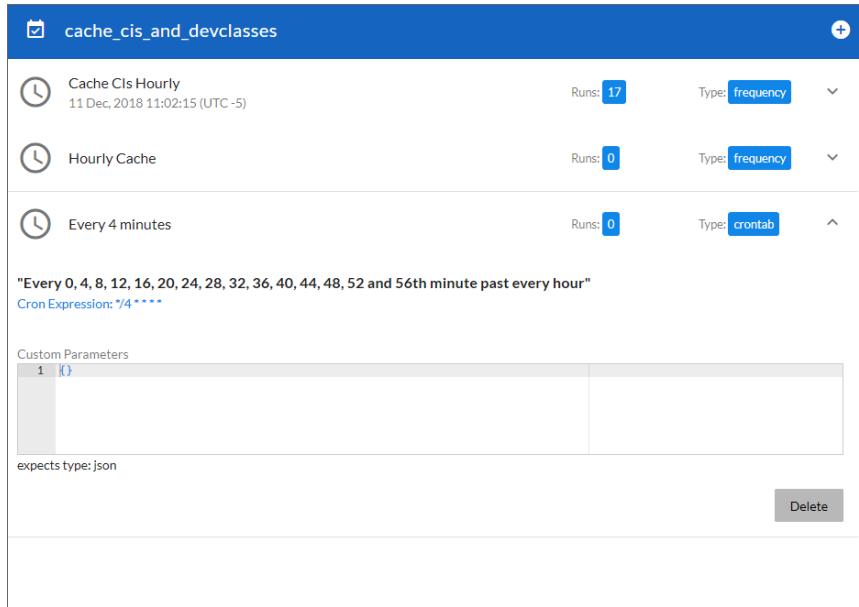 cache_cis_and_devclasses
Cache CIs Hourly
11 Dec, 2018 11:02:15 (UTC -5)
Runs: 17
Type: frequency
Hourly Cache
Runs: 0
Type: frequency
Every 4 minutes
Runs: 0
Type: crontab
"Every 0, 4, 8, 12, 16, 20, 24, 28, 32, 36, 40, 44, 48, 52 and 56th minute past every hour"
Cron Expression: */4 * * * *
Custom Parameters
1 {}
expects type: json
Delete